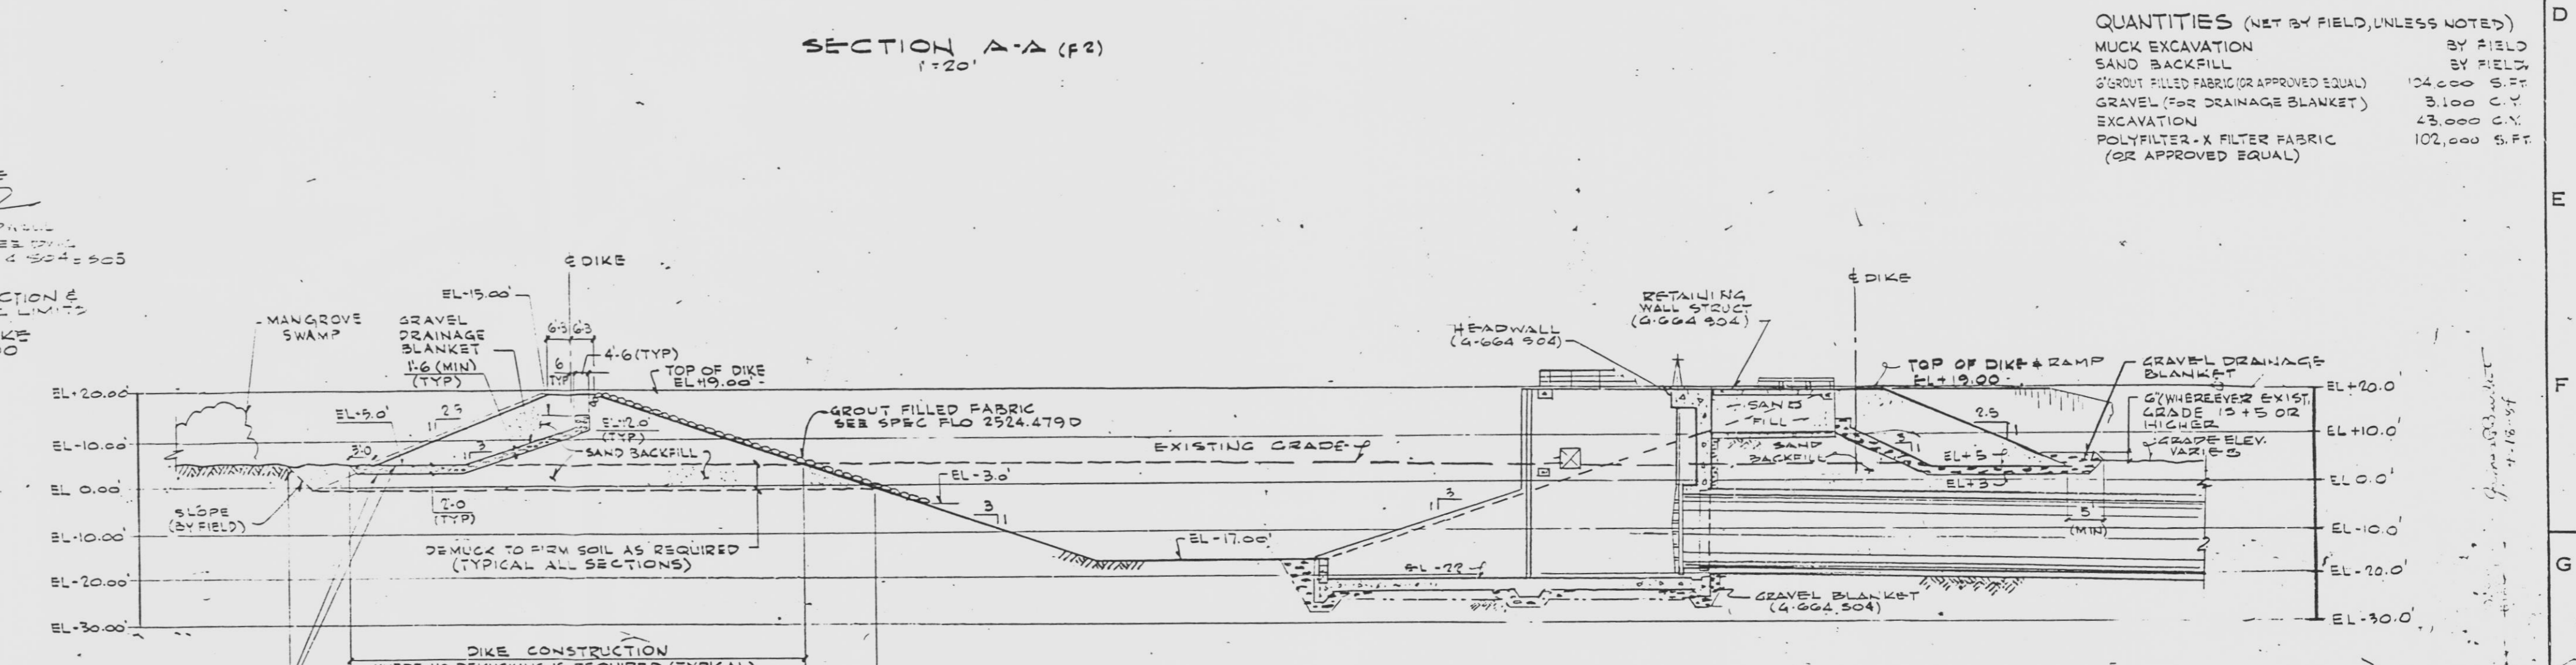 SECTION A-A (F2)
1"=20'
QUANTITIES (NET BY FIELD, UNLESS NOTED)
MUCK EXCAVATION BY FIELD
SAND BACKFILL BY FIELD
6" GROUT FILLED FABRIC (OR APPROVED EQUAL) S.FT.
GRAVEL (FOR DRAINAGE BLANKET) 3,100 C.Y.
EXCAVATION 43,000 C.Y.
POLYFILTER-X FILTER FABRIC 102,000 S.FT.
(OR APPROVED EQUAL)
D
E
F
G
CTION &
LIMITS
℄ DIKE
EL-15.00'
MANGROVE
SWAMP
GRAVEL
DRAINAGE
BLANKET
1'-6 (MIN)
(TYP)
6'-3 6'-3
6
TYP
4'-6 (TYP)
TOP OF DIKE
EL+19.00'
EL+20.00'
EL+5.0'
2.5
1
3'-0
3
1
EL+12.0'
(TYP)
GROUT FILLED FABRIC
SEE SPEC FLO 2524.479D
EL-10.00'
SAND BACKFILL
EXISTING GRADE
EL-3.0'
EL 0.00'
SLOPE
(BY FIELD)
2'-0
(TYP)
3
1
EL-10.00'
DEMUCK TO FIRM SOIL AS REQUIRED
(TYPICAL ALL SECTIONS)
EL-17.00'
EL-20.00'
EL-30.00'
DIKE CONSTRUCTION
HEADWALL
(G-664 504)
RETAINING
WALL STRUCT.
(G-664 504)
℄ DIKE
TOP OF DIKE & RAMP
EL+19.00
GRAVEL DRAINAGE
BLANKET
EL+20.0'
6" (WHEREEVER EXIST.
GRADE IS +5 OR
HIGHER
EL+10.0'
GRADE ELEV.
VARIES
SAND
FILL
SAND
BACKFILL
2.5
1
3
1
EL+5
EL+3
EL 0.0'
3
1
5'
(MIN)
EL-10.0'
EL-22
EL-20.0'
GRAVEL BLANKET
(G-664 504)
EL-30.0'